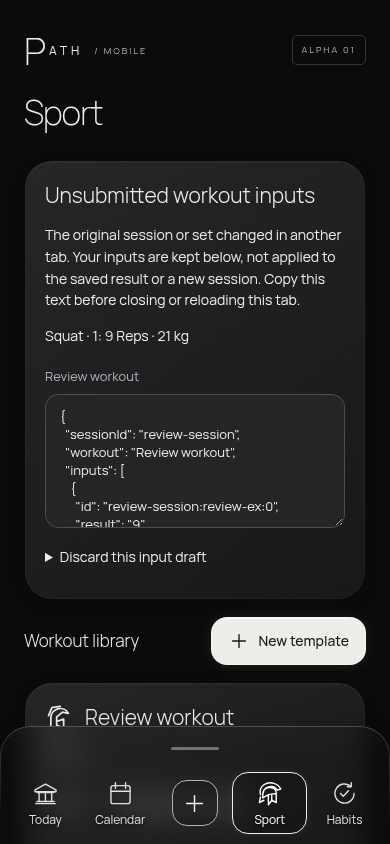 PATH / MOBILE
ALPHA 01
Sport
Unsubmitted workout inputs
The original session or set changed in another
tab. Your inputs are kept below, not applied to
the saved result or a new session. Copy this
text before closing or reloading this tab.
Squat · 1: 9 Reps · 21 kg
Review workout
{
"sessionId": "review-session",
"workout": "Review workout",
"inputs": [
{
"id": "review-session:review-ex:0",
"result": "9"
Discard this input draft
Workout library
New template
Review workout
Today
Calendar
Sport
Habits